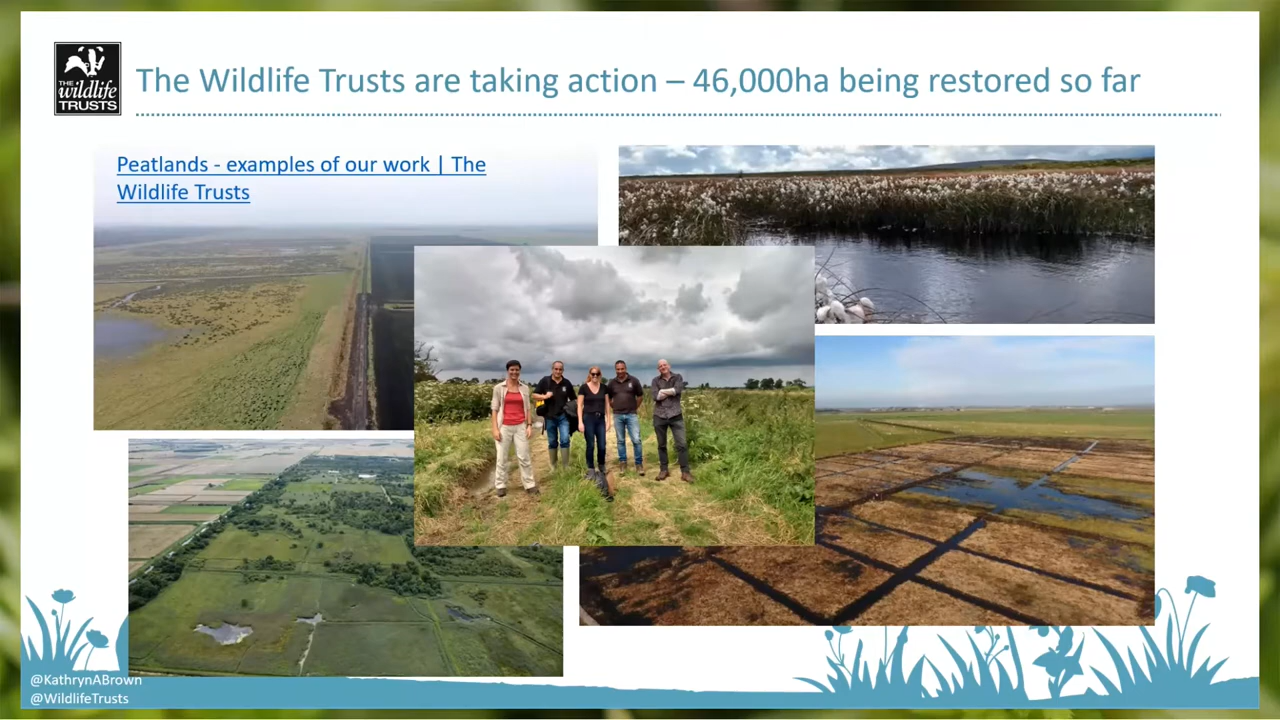 THE
wildlife
TRUSTS
The Wildlife Trusts are taking action – 46,000ha being restored so far
Peatlands - examples of our work | The
Wildlife Trusts
@KathrynABrown
@WildlifeTrusts